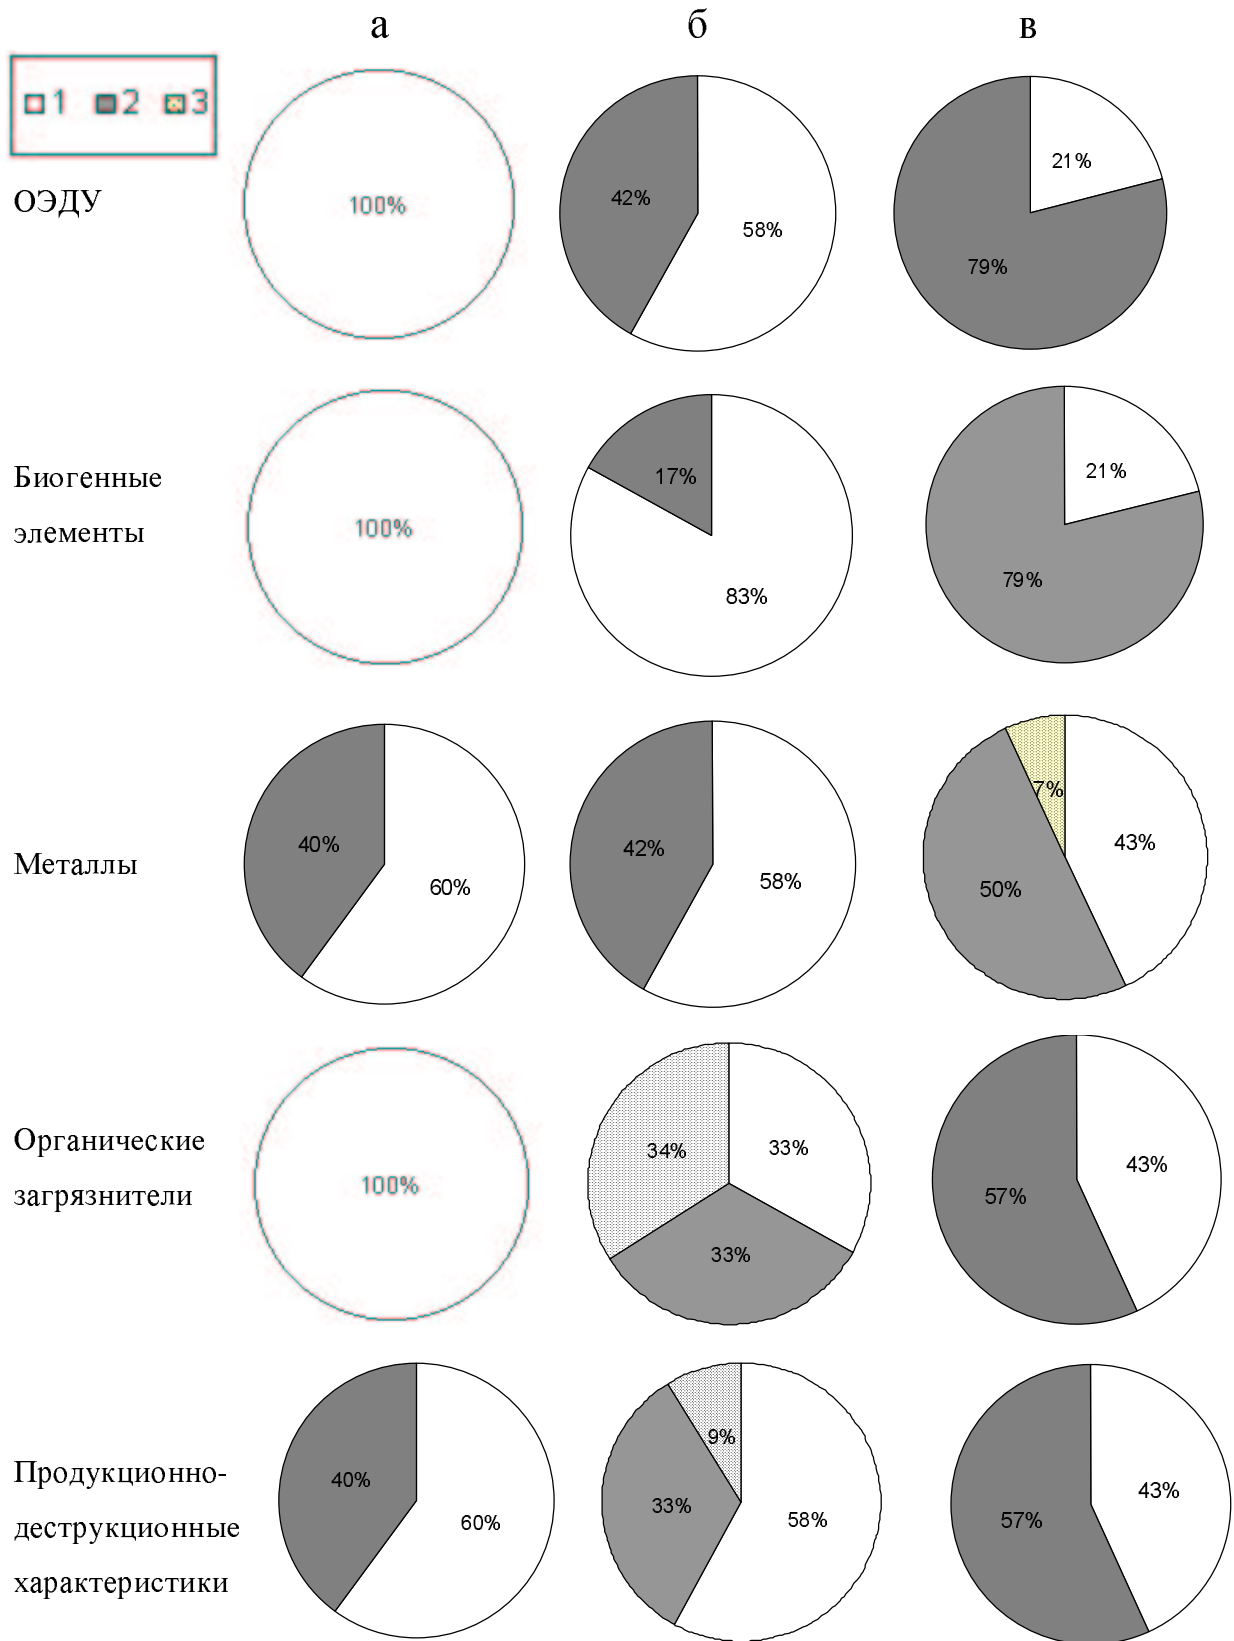 а б в
1 2 3
ОЭДУ
100%
42% 58%
21% 79%
Биогенные
элементы
100%
17% 83%
21% 79%
Металлы
40% 60%
42% 58%
7% 43% 50%
Органические
загрязнители
100%
34% 33% 33%
43% 57%
Продукционно-
деструкционные
характеристики
40% 60%
9% 33% 58%
43% 57%